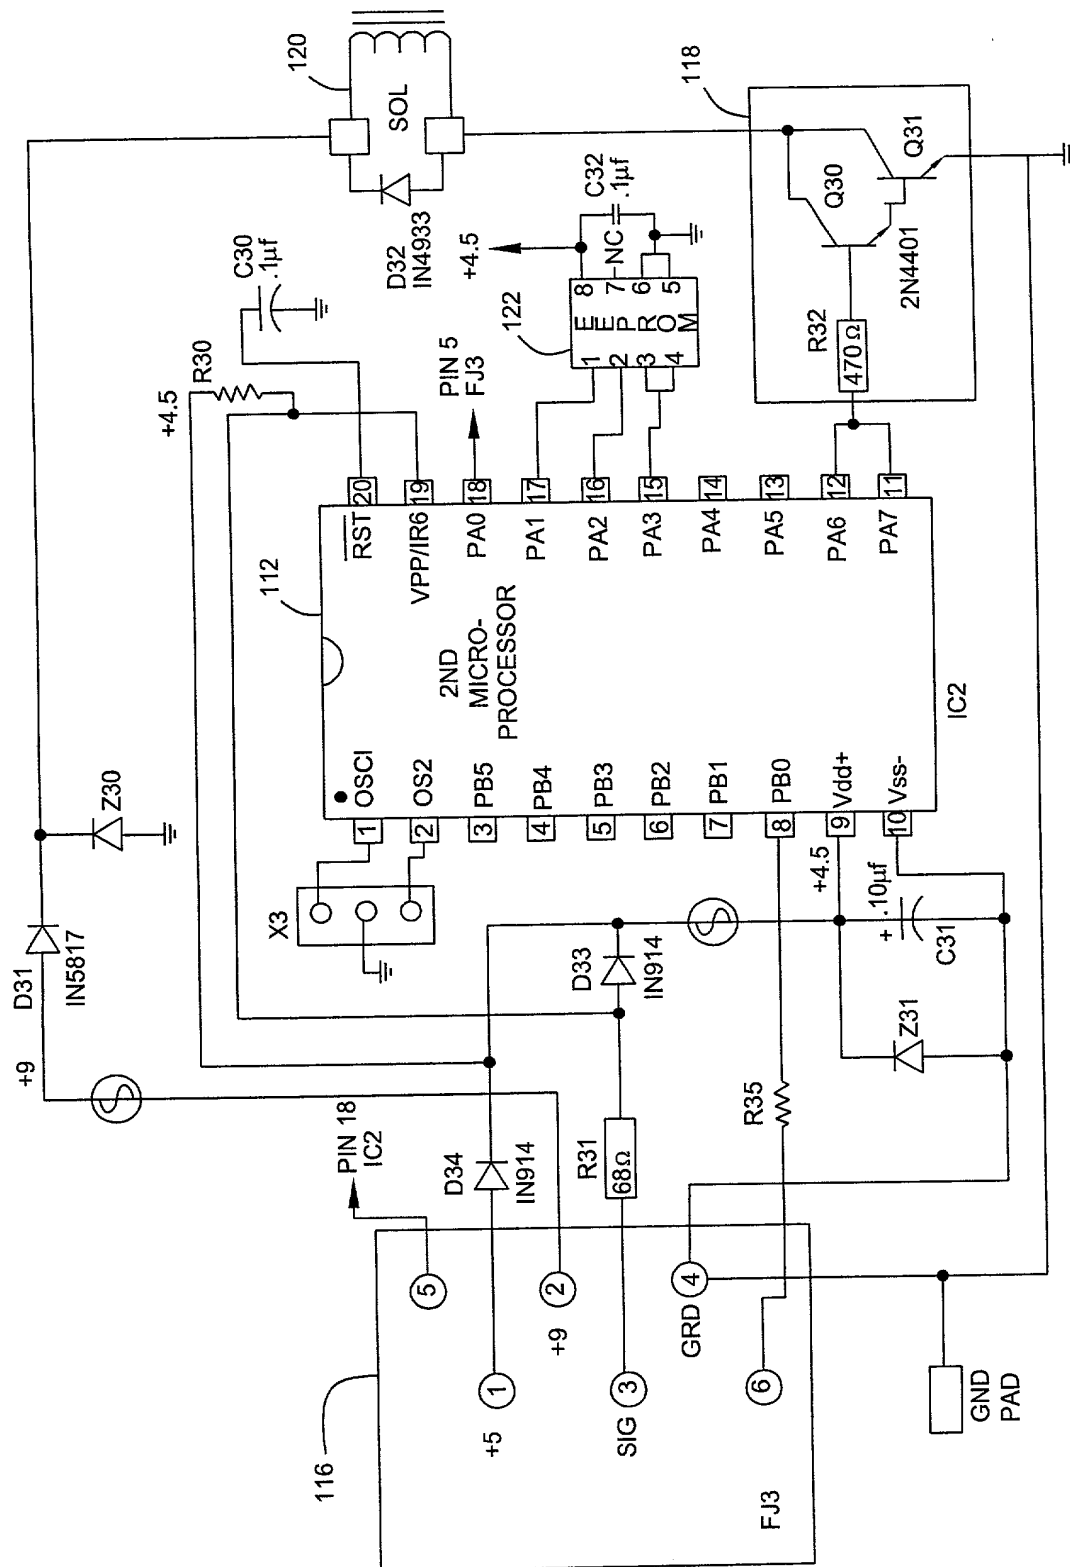 116
FJ3
+5
1
5
PIN 18
IC2
+9
2
SIG
3
GRD
4
6
GND
PAD
+9
D31
IN5817
Z30
D34
IN914
R31
68Ω
D33
IN914
R35
Z31
C31
+ .10µf
+4.5
X3
112
2ND
MICRO-
PROCESSOR
IC2
1
OSCI
2
OS2
3
PB5
4
PB4
5
PB3
6
PB2
7
PB1
8
PB0
9
Vdd+
10
Vss-
RST
20
VPP/IR6
19
PA0
18
PA1
17
PA2
16
PA3
15
PA4
14
PA5
13
PA6
12
PA7
11
+4.5
R30
C30
.1µf
PIN 5
FJ3
122
EEPROM
1
2
3
4
8
7
6
5
NC
+4.5
C32
.1µf
D32
IN4933
SOL
120
118
R32
470 Ω
Q30
2N4401
Q31